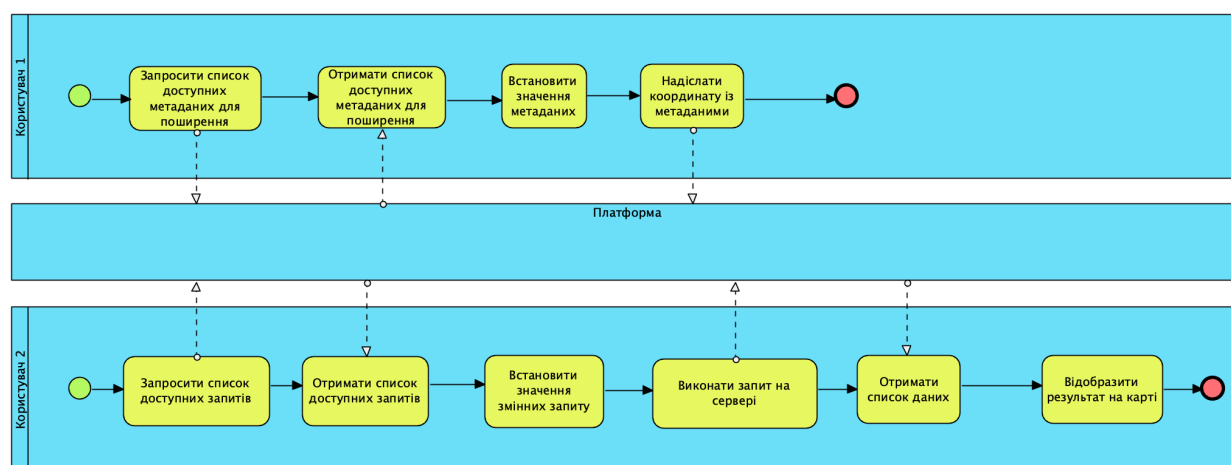 Користувач 1
Запросити список
доступних
метаданих для
поширення
Отримати список
доступних
метаданих для
поширення
Встановити
значення
метаданих
Надіслати
координату із
метаданими
Платформа
Користувач 2
Запросити список
доступних запитів
Отримати список
доступних запитів
Встановити
значення
змінних запиту
Виконати запит на
сервері
Отримати
список даних
Відобразити
результат на карті